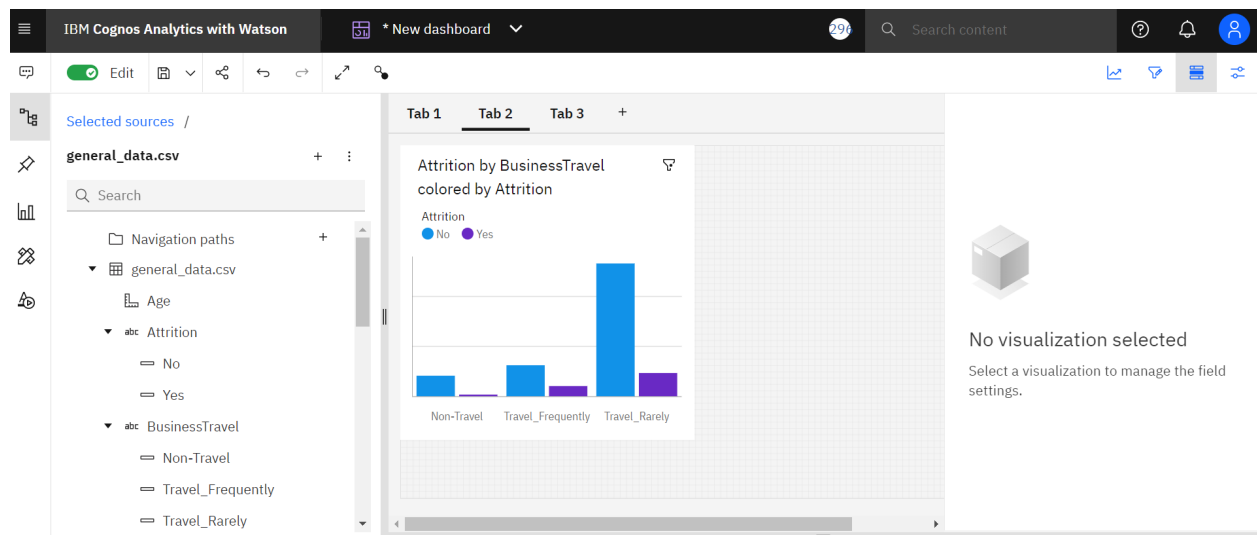 IBM Cognos Analytics with Watson
* New dashboard
296
Search content
Edit
Selected sources /
general_data.csv
Search
Navigation paths
general_data.csv
Age
abc Attrition
No
Yes
abc BusinessTravel
Non-Travel
Travel_Frequently
Travel_Rarely
Tab 1 Tab 2 Tab 3 +
Attrition by BusinessTravel
colored by Attrition
Attrition
No Yes
Non-Travel Travel_Frequently Travel_Rarely
No visualization selected
Select a visualization to manage the field
settings.